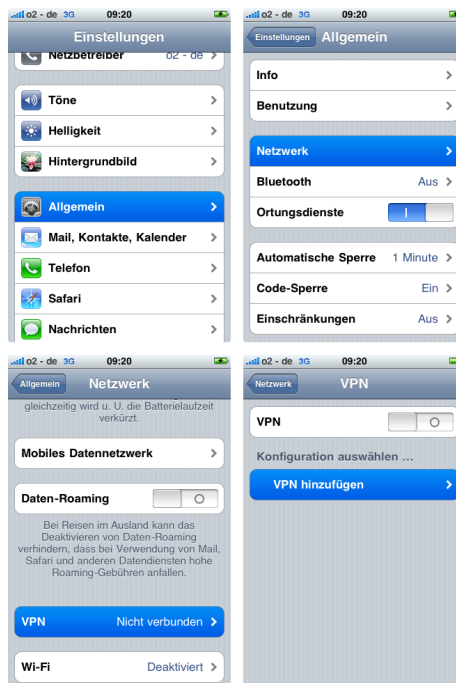 o2 - de 3G 09:20
Einstellungen
Netzbetreiber o2 - de
Töne
Helligkeit
Hintergrundbild
Allgemein
Mail, Kontakte, Kalender
Telefon
Safari
Nachrichten
o2 - de 3G 09:20
Einstellungen Allgemein
Info
Benutzung
Netzwerk
Bluetooth Aus
Ortungsdienste
Automatische Sperre 1 Minute
Code-Sperre Ein
Einschränkungen Aus
o2 - de 3G 09:20
Allgemein Netzwerk
gleichzeitig wird u. U. die Batterielaufzeit
verkürzt.
Mobiles Datennetzwerk
Daten-Roaming
Bei Reisen im Ausland kann das
Deaktivieren von Daten-Roaming
verhindern, dass bei Verwendung von Mail,
Safari und anderen Datendiensten hohe
Roaming-Gebühren anfallen.
VPN Nicht verbunden
Wi-Fi Deaktiviert
o2 - de 3G 09:20
Netzwerk VPN
VPN
Konfiguration auswählen ...
VPN hinzufügen